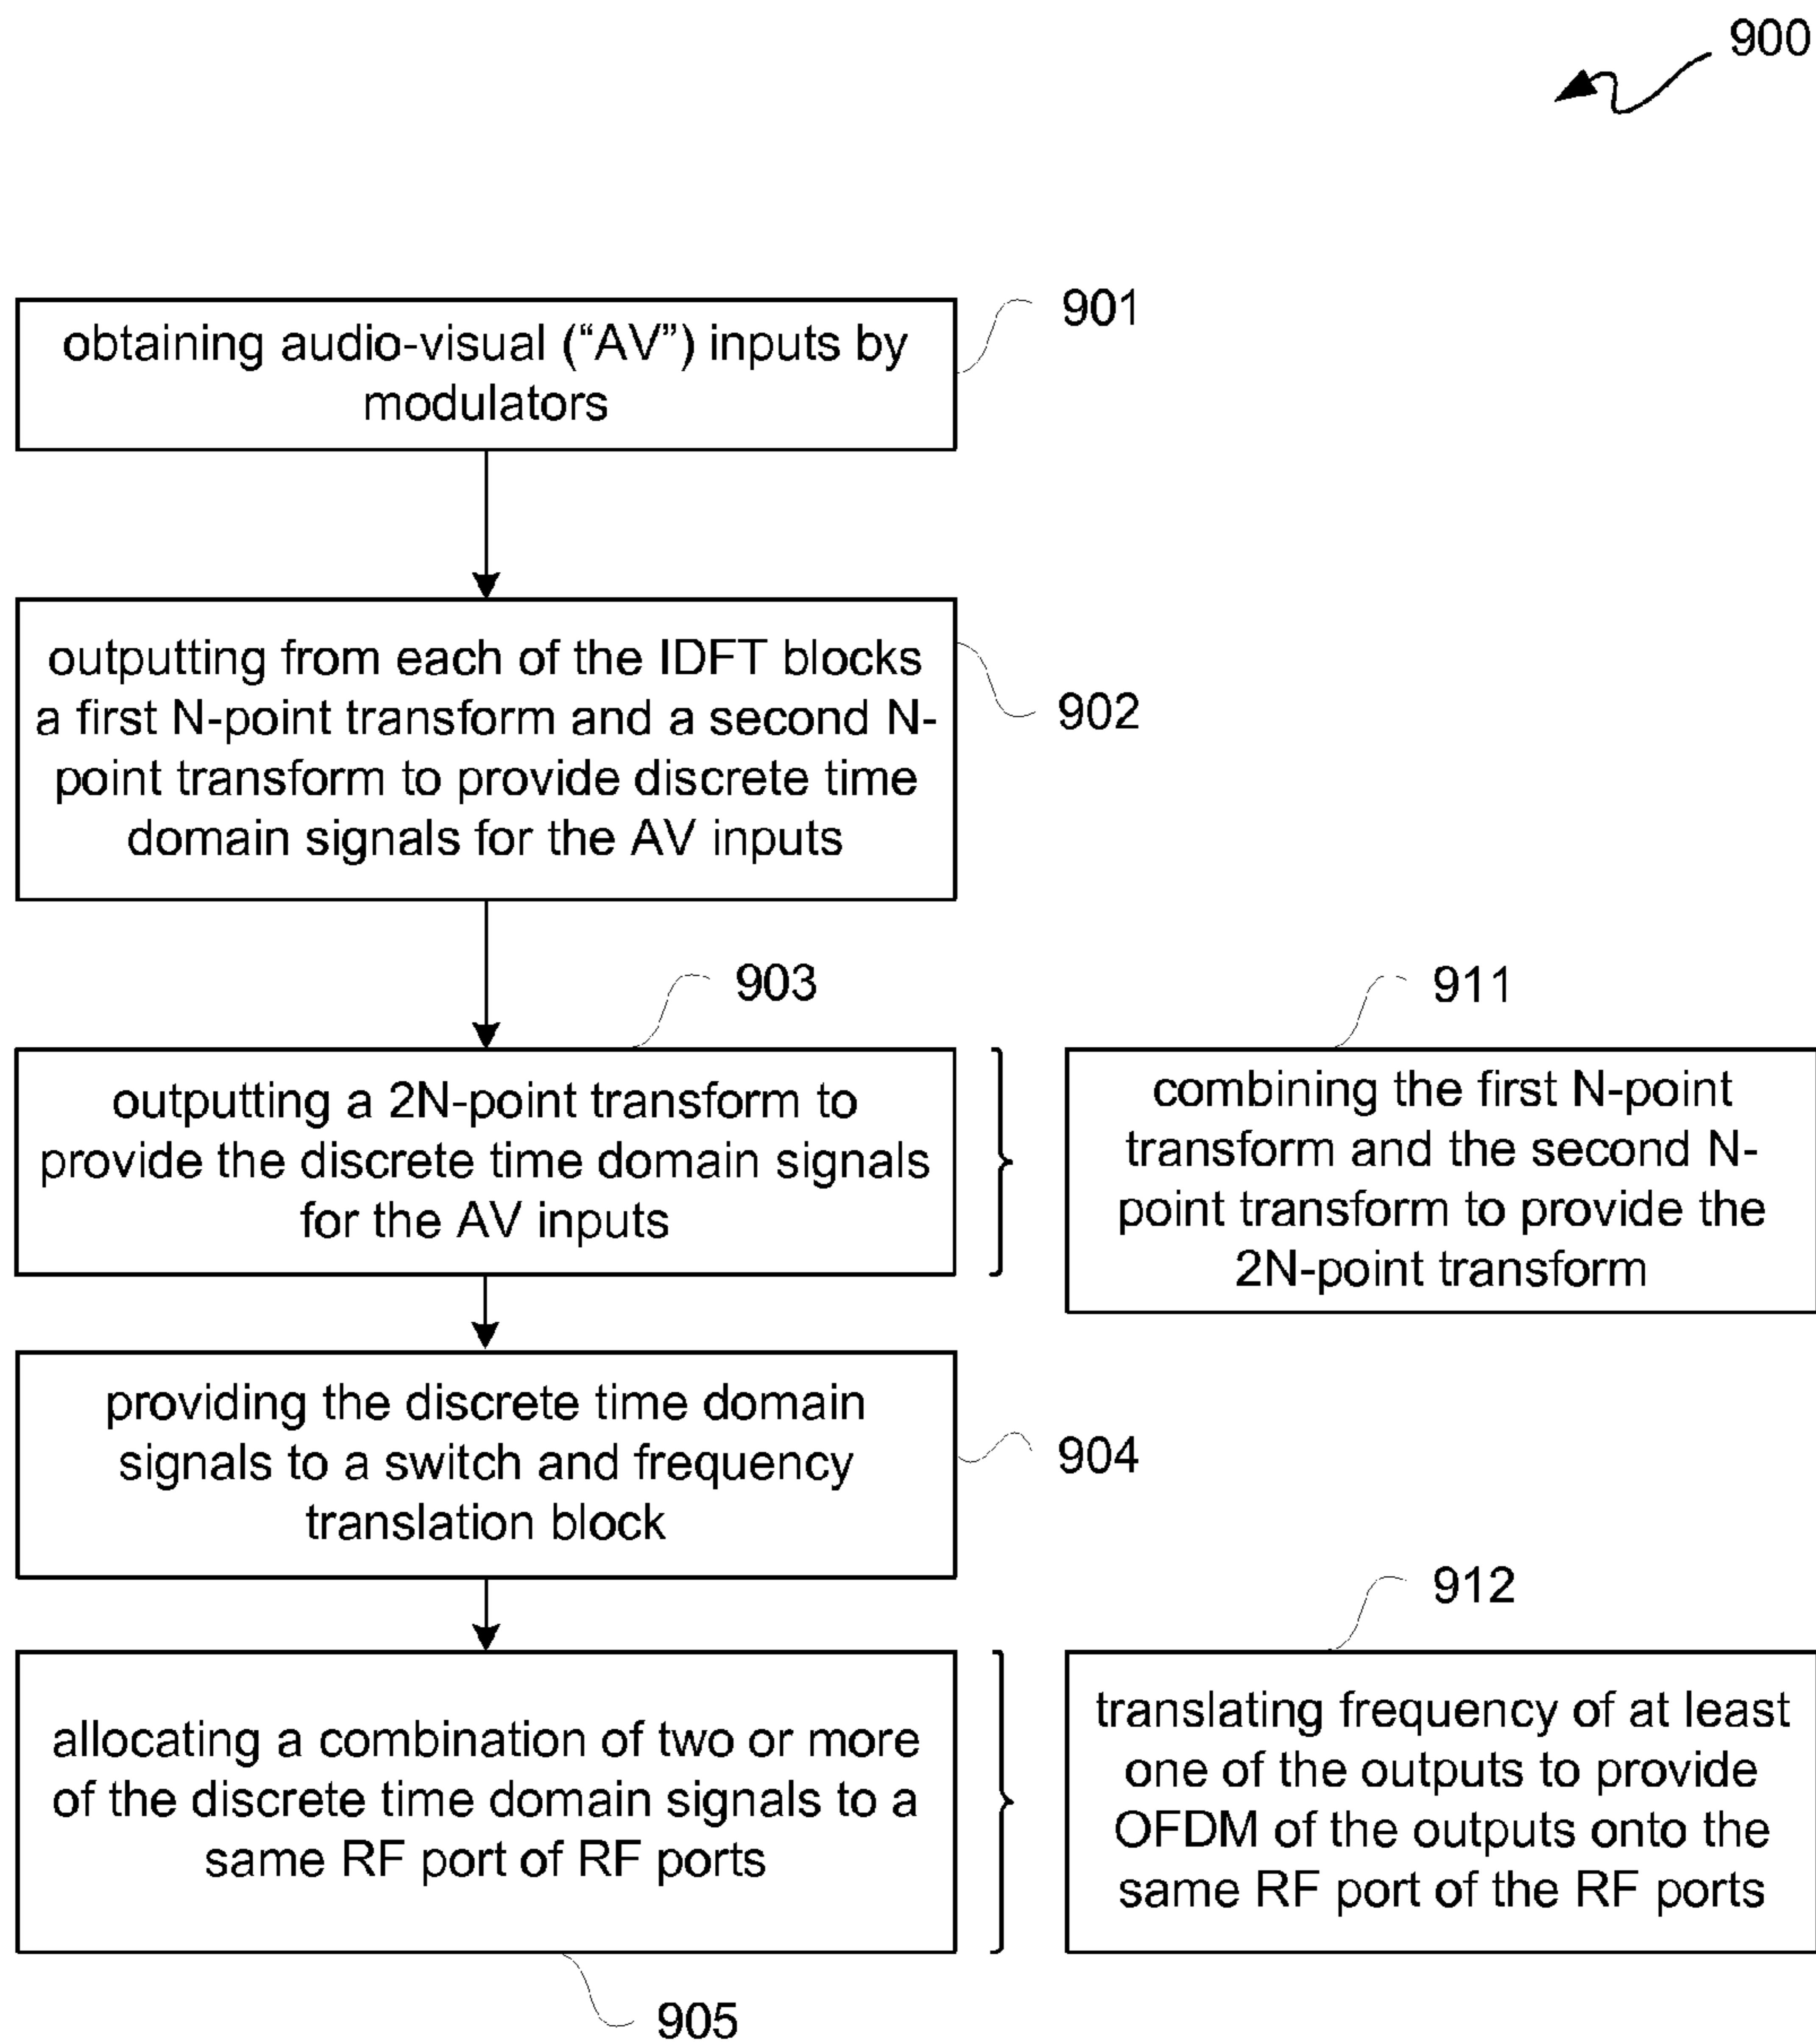 900
901
obtaining audio-visual (“AV”) inputs by
modulators
902
outputting from each of the IDFT blocks
a first N-point transform and a second N-
point transform to provide discrete time
domain signals for the AV inputs
903
outputting a 2N-point transform to
provide the discrete time domain signals
for the AV inputs
911
combining the first N-point
transform and the second N-
point transform to provide the
2N-point transform
904
providing the discrete time domain
signals to a switch and frequency
translation block
905
allocating a combination of two or more
of the discrete time domain signals to a
same RF port of RF ports
912
translating frequency of at least
one of the outputs to provide
OFDM of the outputs onto the
same RF port of the RF ports